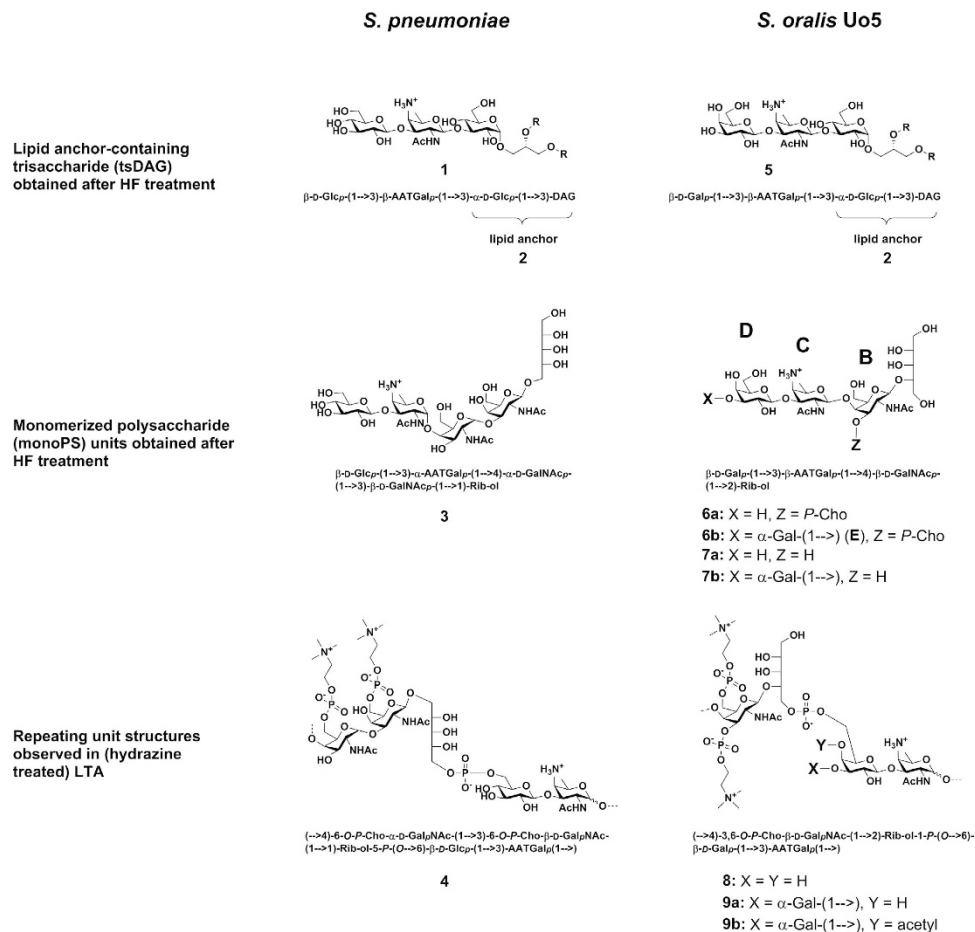 S. pneumoniae
S. oralis Uo5
Lipid anchor-containing
trisaccharide (tsDAG)
obtained after HF treatment
1
β-D-Glcp-(1-->3)-β-AATGalp-(1-->3)-α-D-Glcp-(1-->3)-DAG
lipid anchor
2
5
β-D-Galp-(1-->3)-β-AATGalp-(1-->3)-α-D-Glcp-(1-->3)-DAG
lipid anchor
2
Monomerized polysaccharide
(monoPS) units obtained after
HF treatment
β-D-Glcp-(1-->3)-α-AATGalp-(1-->4)-α-D-GalNAcp-
(1-->3)-β-D-GalNAcp-(1-->1)-Rib-ol
3
D
C
B
X
Z
β-D-Galp-(1-->3)-β-AATGalp-(1-->4)-β-D-GalNAcp-
(1-->2)-Rib-ol
6a: X = H, Z = P-Cho
6b: X = α-Gal-(1-->) (E), Z = P-Cho
7a: X = H, Z = H
7b: X = α-Gal-(1-->), Z = H
Repeating unit structures
observed in (hydrazine
treated) LTA
(-->4)-6-O-P-Cho-α-D-GalpNAc-(1-->3)-6-O-P-Cho-β-D-GalpNAc-
(1-->1)-Rib-ol-5-P-(O-->6)-β-D-Glcp-(1-->3)-AATGalp(1-->)
4
Y
X
(-->4)-3,6-O-P-Cho-β-D-GalpNAc-(1-->2)-Rib-ol-1-P-(O-->6)-
β-D-Galp-(1-->3)-AATGalp(1-->)
8: X = Y = H
9a: X = α-Gal-(1-->), Y = H
9b: X = α-Gal-(1-->), Y = acetyl